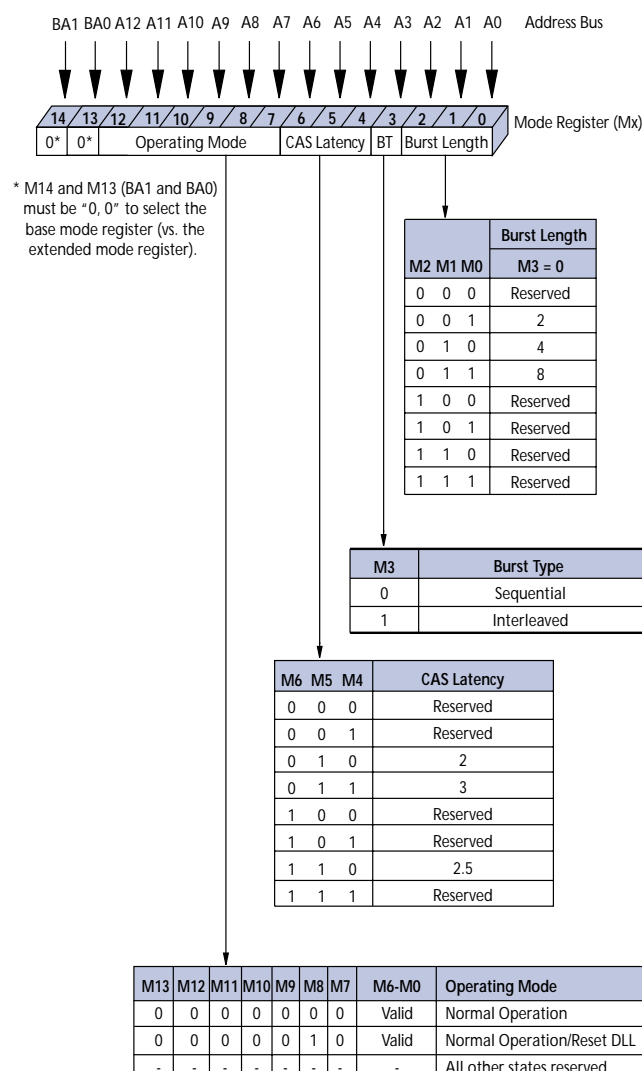 BA1 BA0 A12 A11 A10 A9 A8 A7 A6 A5 A4 A3 A2 A1 A0 Address Bus
14 13 12 11 10 9 8 7 6 5 4 3 2 1 0 Mode Register (Mx)
0* 0* Operating Mode CAS Latency BT Burst Length
* M14 and M13 (BA1 and BA0)
must be "0, 0" to select the
base mode register (vs. the
extended mode register).
Burst Length
M2 M1 M0 M3 = 0
0 0 0 Reserved
0 0 1 2
0 1 0 4
0 1 1 8
1 0 0 Reserved
1 0 1 Reserved
1 1 0 Reserved
1 1 1 Reserved
M3 Burst Type
0 Sequential
1 Interleaved
M6 M5 M4 CAS Latency
0 0 0 Reserved
0 0 1 Reserved
0 1 0 2
0 1 1 3
1 0 0 Reserved
1 0 1 Reserved
1 1 0 2.5
1 1 1 Reserved
M13 M12 M11 M10 M9 M8 M7 M6-M0 Operating Mode
0 0 0 0 0 0 0 Valid Normal Operation
0 0 0 0 0 1 0 Valid Normal Operation/Reset DLL
- - - - - - - - All other states reserved